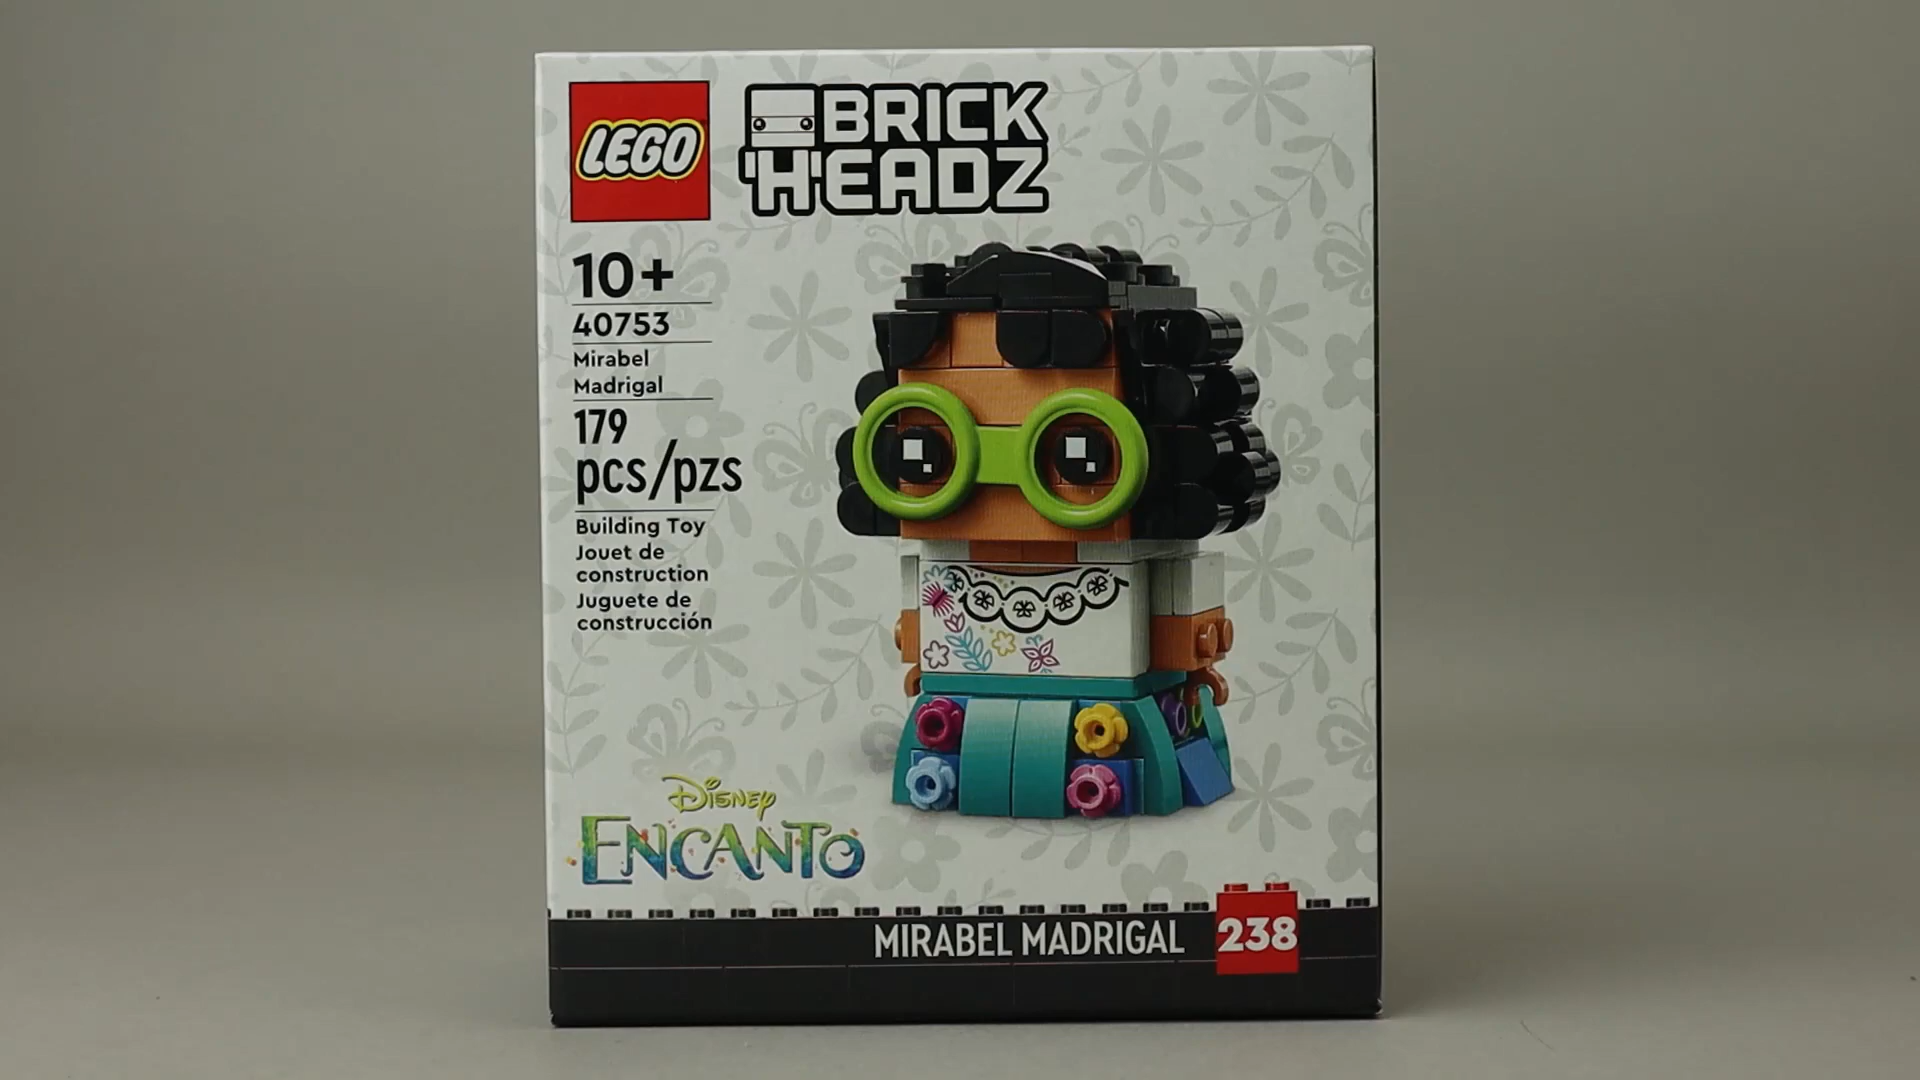 LEGO
BRICK
HEADZ
10+
40753
Mirabel
Madrigal
179
pcs/pzs
Building Toy
Jouet de
construction
Juguete de
construcción
Disney
ENCANTO
MIRABEL MADRIGAL
238